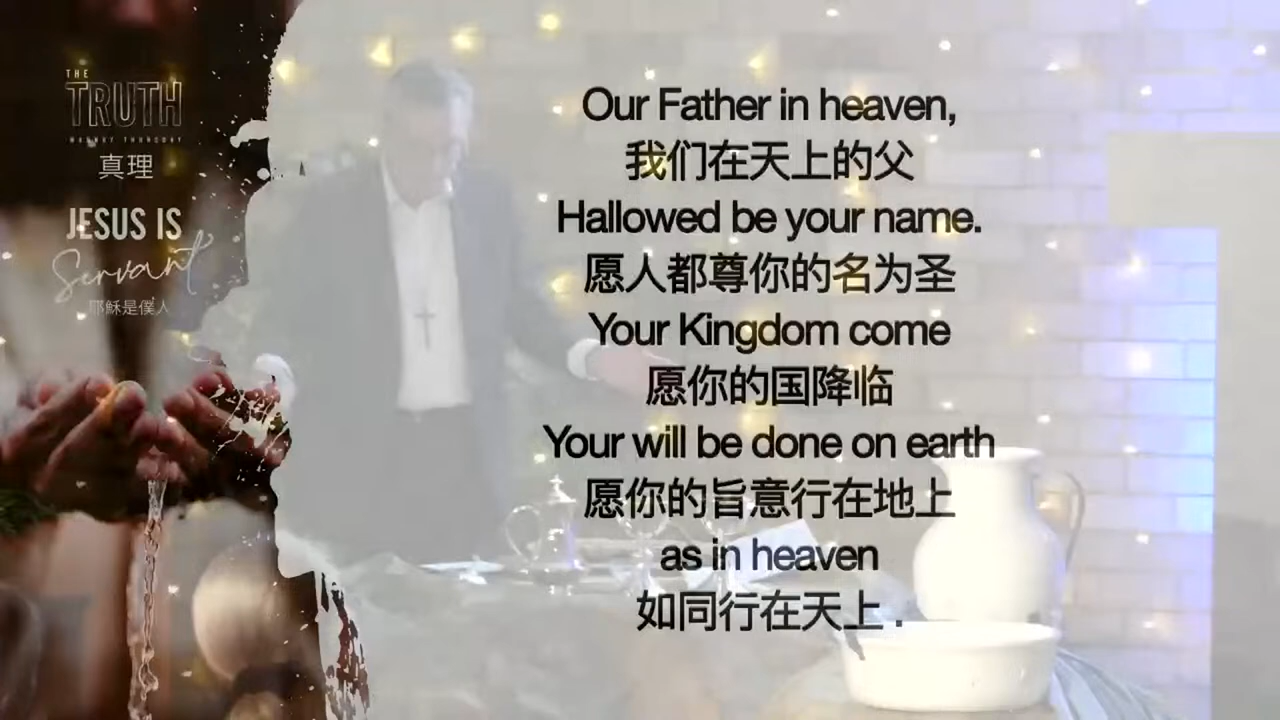 THE
TRUTH
MAUNDY THURSDAY
真理
JESUS IS
Servant
耶穌是僕人
Our Father in heaven,
我们在天上的父
Hallowed be your name.
愿人都尊你的名为圣
Your Kingdom come
愿你的国降临
Your will be done on earth
愿你的旨意行在地上
as in heaven
如同行在天上 .